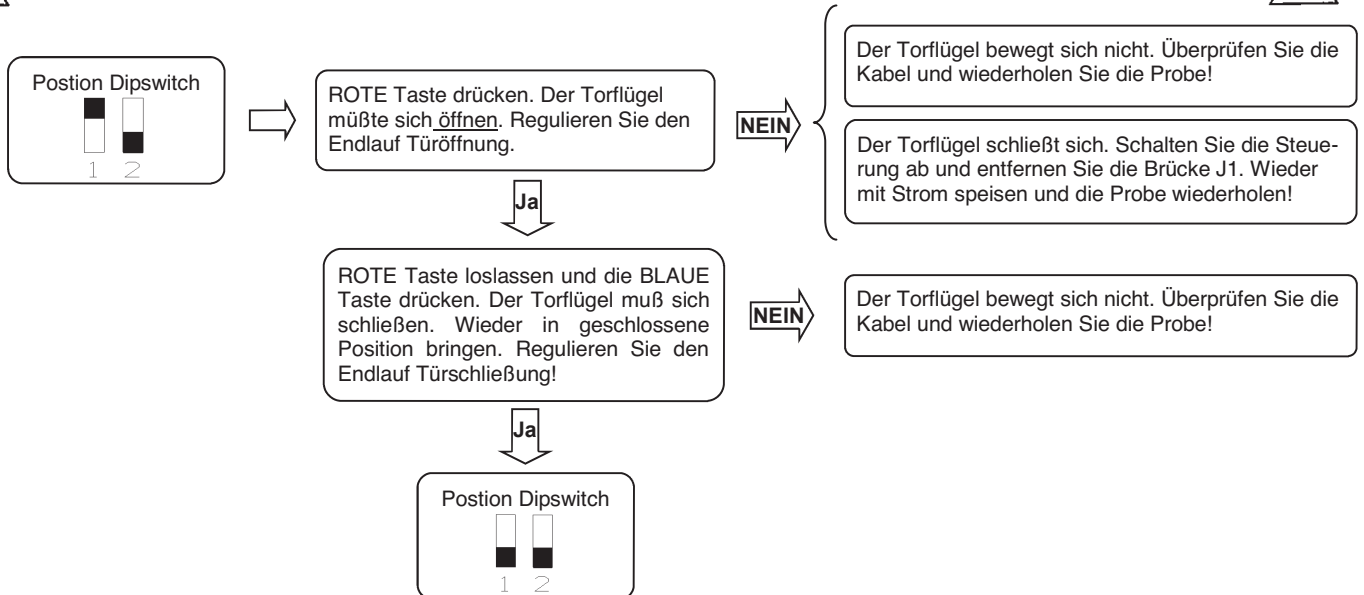 Postion Dipswitch
1 2
ROTE Taste drücken. Der Torflügel
müßte sich öffnen. Regulieren Sie den
Endlauf Türöffnung.
NEIN
Der Torflügel bewegt sich nicht. Überprüfen Sie die
Kabel und wiederholen Sie die Probe!
Der Torflügel schließt sich. Schalten Sie die Steue-
rung ab und entfernen Sie die Brücke J1. Wieder
mit Strom speisen und die Probe wiederholen!
Ja
ROTE Taste loslassen und die BLAUE
Taste drücken. Der Torflügel muß sich
schließen. Wieder in geschlossene
Position bringen. Regulieren Sie den
Endlauf Türschließung!
NEIN
Der Torflügel bewegt sich nicht. Überprüfen Sie die
Kabel und wiederholen Sie die Probe!
Ja
Postion Dipswitch
1 2